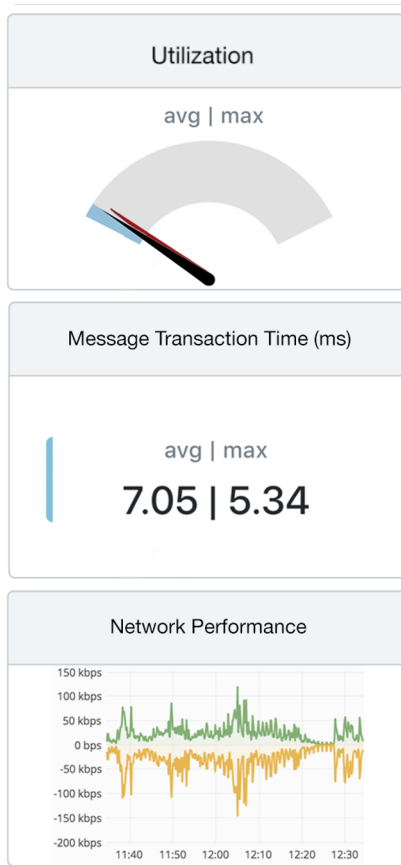 Utilization
avg | max
Message Transaction Time (ms)
avg | max
7.05 | 5.34
Network Performance
150 kbps
100 kbps
50 kbps
0 bps
-50 kbps
-100 kbps
-150 kbps
-200 kbps
11:40 11:50 12:00 12:10 12:20 12:30